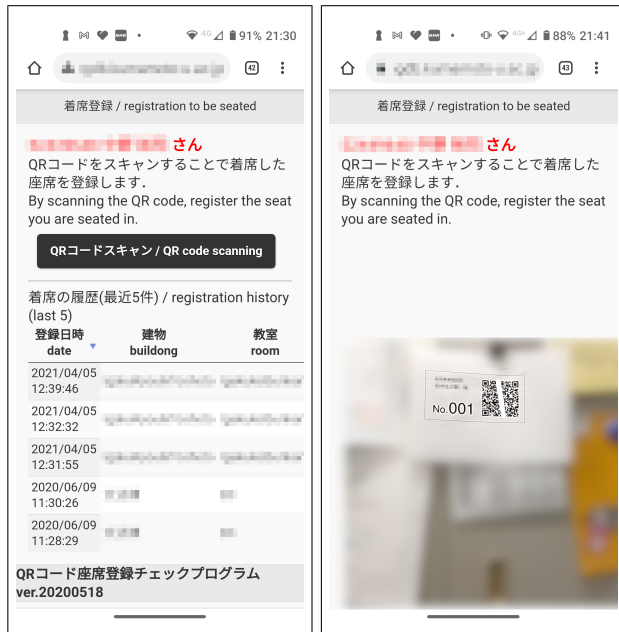 91% 21:30
42
着席登録 / registration to be seated
さん
QRコードをスキャンすることで着席した
座席を登録します.
By scanning the QR code, register the seat
you are seated in.
QRコードスキャン / QR code scanning
着席の履歴(最近5件) / registration history
(last 5)
登録日時 建物 教室
date buildong room
2021/04/05
12:39:46
2021/04/05
12:32:32
2021/04/05
12:31:55
2020/06/09
11:30:26
2020/06/09
11:28:29
QRコード座席登録チェックプログラム
ver.20200518
4G+ 88% 21:41
43
着席登録 / registration to be seated
さん
QRコードをスキャンすることで着席した
座席を登録します.
By scanning the QR code, register the seat
you are seated in.
No.001